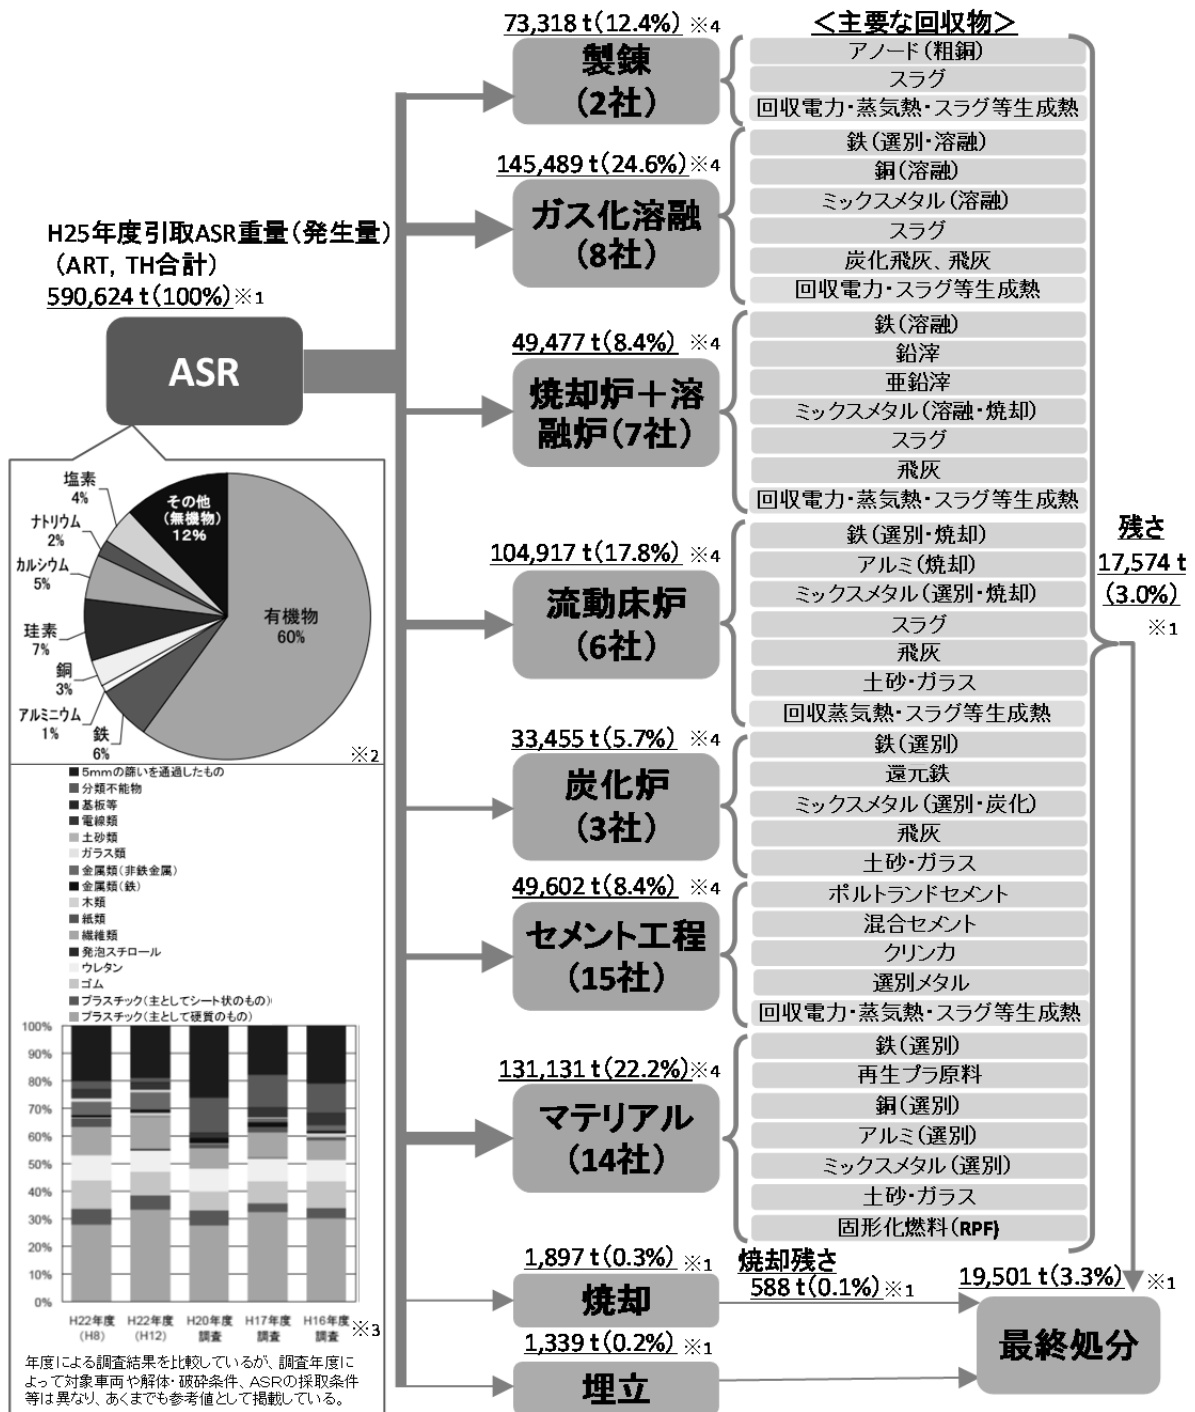 73,318 t(12.4%) ※4
製錬
(2社)
＜主要な回収物＞
アノード(粗銅)
スラグ
回収電力・蒸気熱・スラグ等生成熱
145,489 t(24.6%)※4
ガス化溶融
(8社)
鉄(選別・溶融)
銅(溶融)
ミックスメタル(溶融)
スラグ
炭化飛灰、飛灰
回収電力・スラグ等生成熱
H25年度引取ASR重量(発生量)
(ART, TH合計)
590,624 t(100%)※1
ASR
49,477 t(8.4%) ※4
焼却炉＋溶
融炉(7社)
鉄(溶融)
鉛滓
亜鉛滓
ミックスメタル(溶融・焼却)
スラグ
飛灰
回収電力・蒸気熱・スラグ等生成熱
塩素
4%
その他
(無機物)
12%
ナトリウム
2%
カルシウム
5%
珪素
7%
銅
3%
アルミニウム
1%
鉄
6%
有機物
60%
※2
104,917 t(17.8%) ※4
流動床炉
(6社)
鉄(選別・焼却)
アルミ(焼却)
ミックスメタル(選別・焼却)
スラグ
飛灰
土砂・ガラス
回収蒸気熱・スラグ等生成熱
残さ
17,574 t
(3.0%)
※1
33,455 t(5.7%) ※4
炭化炉
(3社)
鉄(選別)
還元鉄
ミックスメタル(選別・炭化)
飛灰
土砂・ガラス
49,602 t(8.4%) ※4
セメント工程
(15社)
ポルトランドセメント
混合セメント
クリンカ
選別メタル
回収電力・蒸気熱・スラグ等生成熱
131,131 t(22.2%)※4
マテリアル
(14社)
鉄(選別)
再生プラ原料
銅(選別)
アルミ(選別)
ミックスメタル(選別)
土砂・ガラス
固形化燃料(RPF)
5mmの篩いを通過したもの
分類不能物
基板等
電線類
土砂類
ガラス類
金属類(非鉄金属)
金属類(鉄)
木類
紙類
繊維類
発泡スチロール
ウレタン
ゴム
プラスチック(主としてシート状のもの)
プラスチック(主として硬質のもの)
100%
90%
80%
70%
60%
50%
40%
30%
20%
10%
0%
H22年度
(H8)
H22年度
(H12)
H20年度
調査
H17年度
調査
H16年度
調査
※3
年度による調査結果を比較しているが、調査年度に
よって対象車両や解体・破砕条件、ASRの採取条件
等は異なり、あくまでも参考値として掲載している。
1,897 t(0.3%) ※1
焼却
焼却残さ
588 t(0.1%)※1
1,339 t(0.2%) ※1
埋立
19,501 t(3.3%) ※1
最終処分